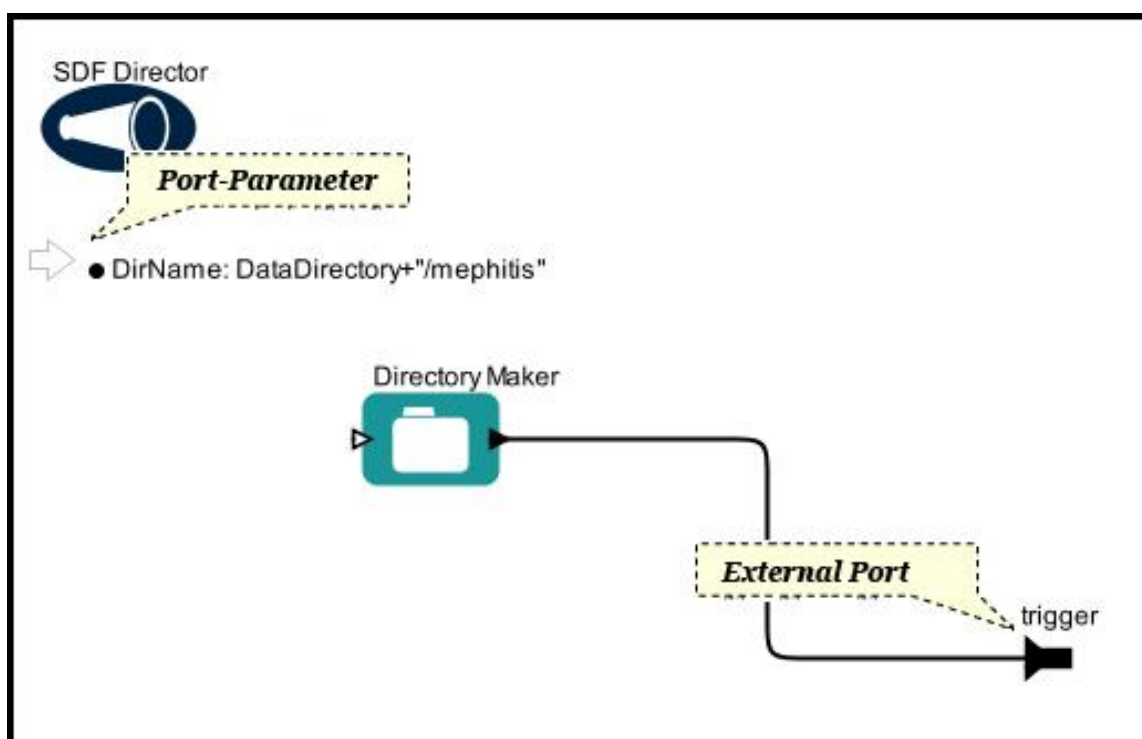 SDF Director
Port-Parameter
DirName: DataDirectory+"/mephitis"
Directory Maker
External Port
trigger